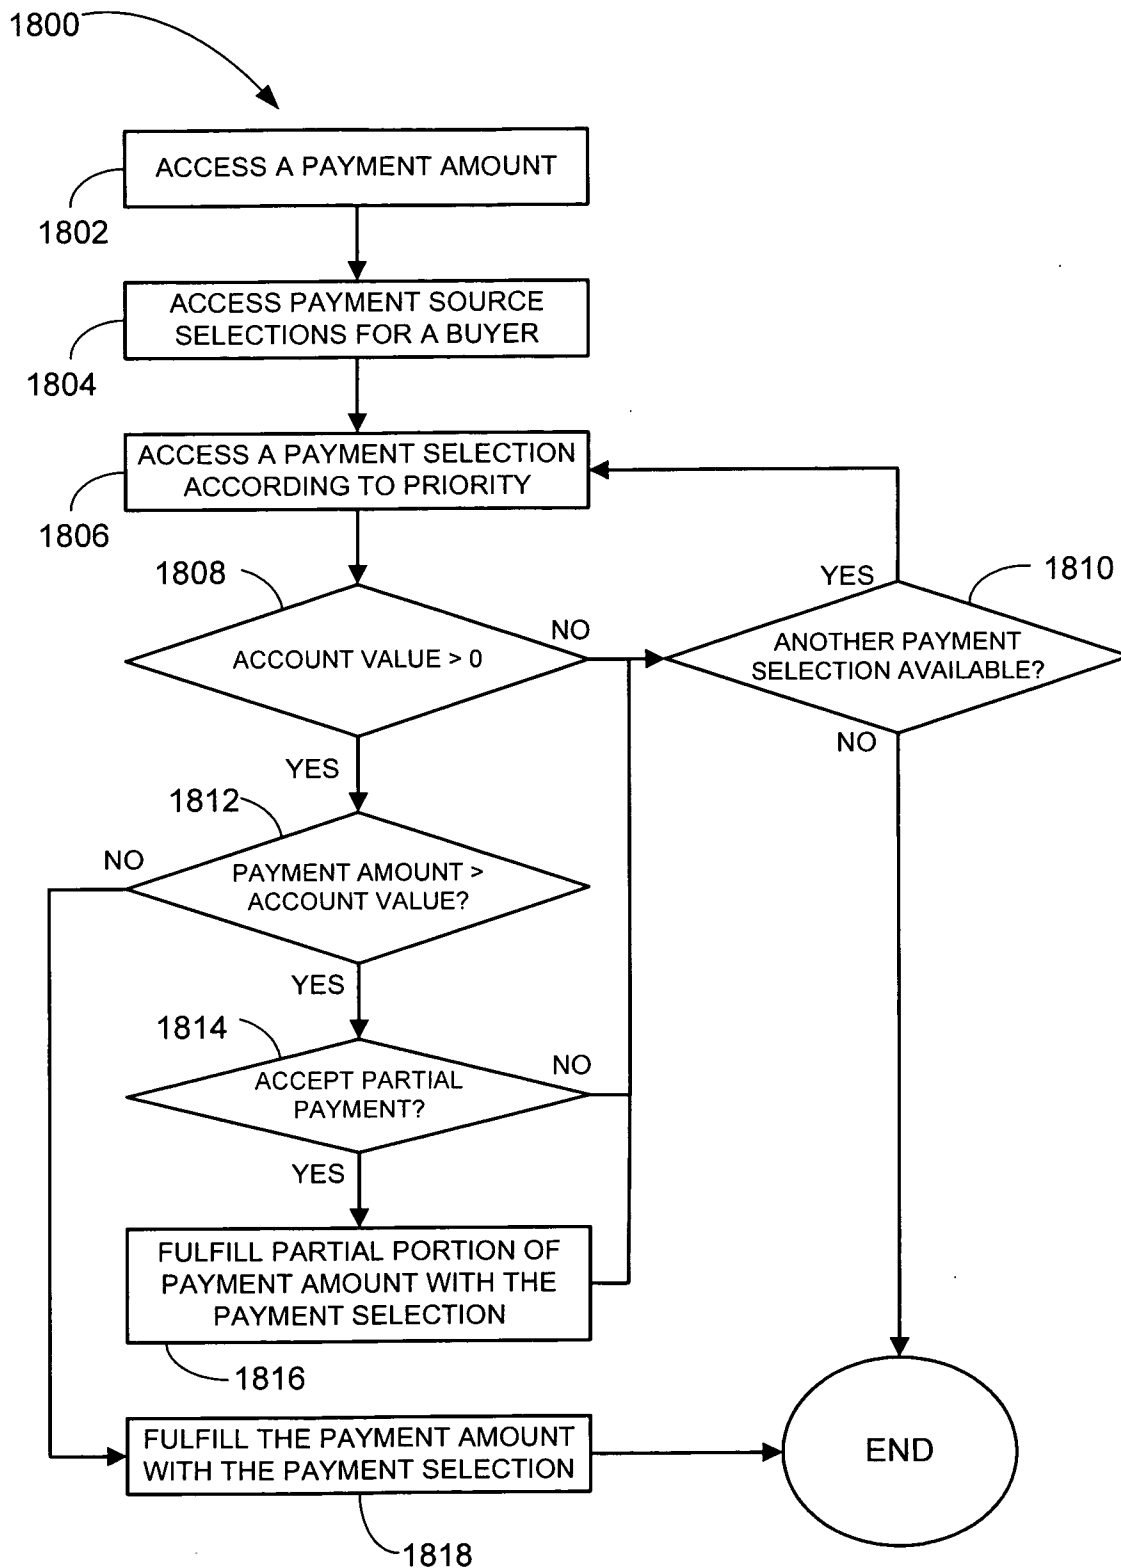 1800
ACCESS A PAYMENT AMOUNT
1802
ACCESS PAYMENT SOURCE
SELECTIONS FOR A BUYER
1804
ACCESS A PAYMENT SELECTION
ACCORDING TO PRIORITY
1806
1808
ACCOUNT VALUE > 0
NO
YES
YES
1810
ANOTHER PAYMENT
SELECTION AVAILABLE?
NO
1812
NO
PAYMENT AMOUNT >
ACCOUNT VALUE?
YES
1814
ACCEPT PARTIAL
PAYMENT?
NO
YES
FULFILL PARTIAL PORTION OF
PAYMENT AMOUNT WITH THE
PAYMENT SELECTION
1816
FULFILL THE PAYMENT AMOUNT
WITH THE PAYMENT SELECTION
1818
END